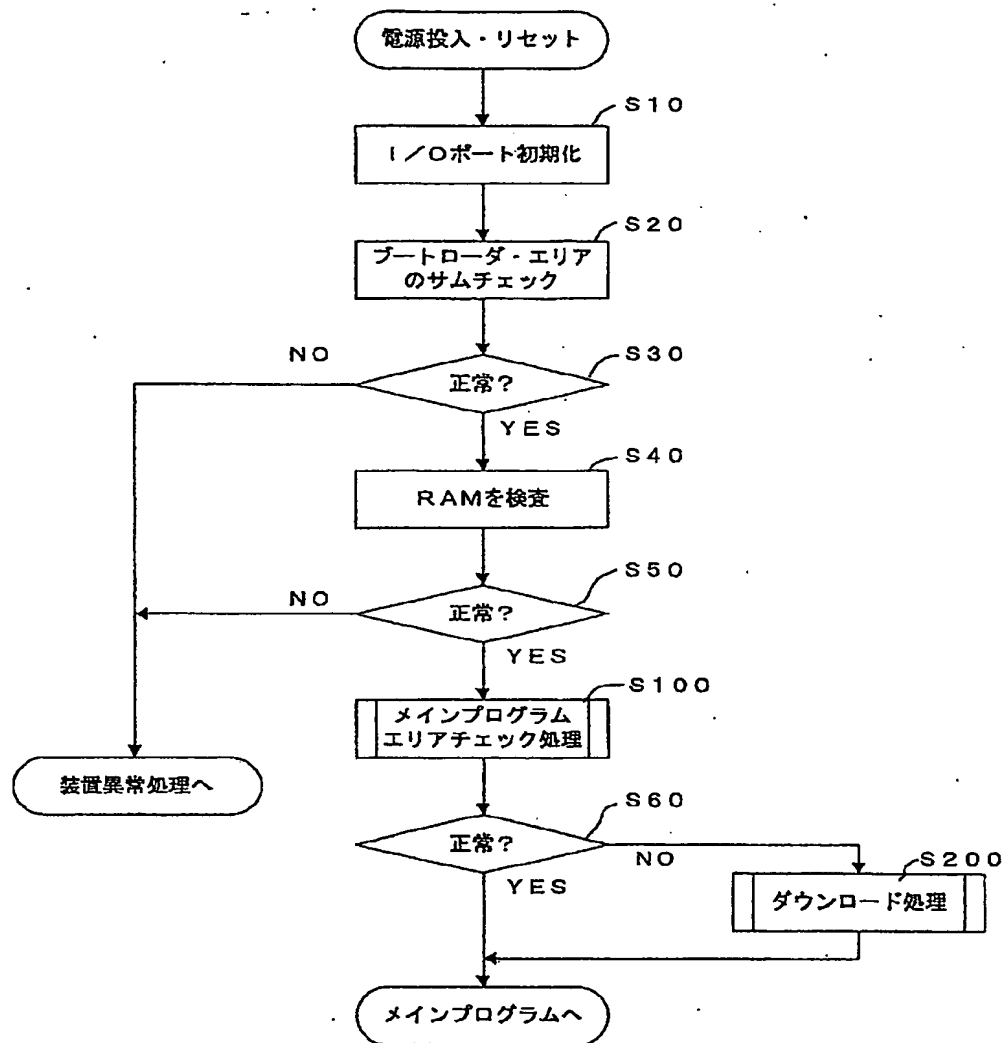 電源投入・リセット
S10
I/Oポート初期化
S20
ブートローダ・エリア
のサムチェック
S30
NO
正常?
YES
S40
RAMを検査
S50
NO
正常?
YES
S100
メインプログラム
エリアチェック処理
装置異常処理へ
S60
正常?
NO
YES
S200
ダウンロード処理
メインプログラムへ